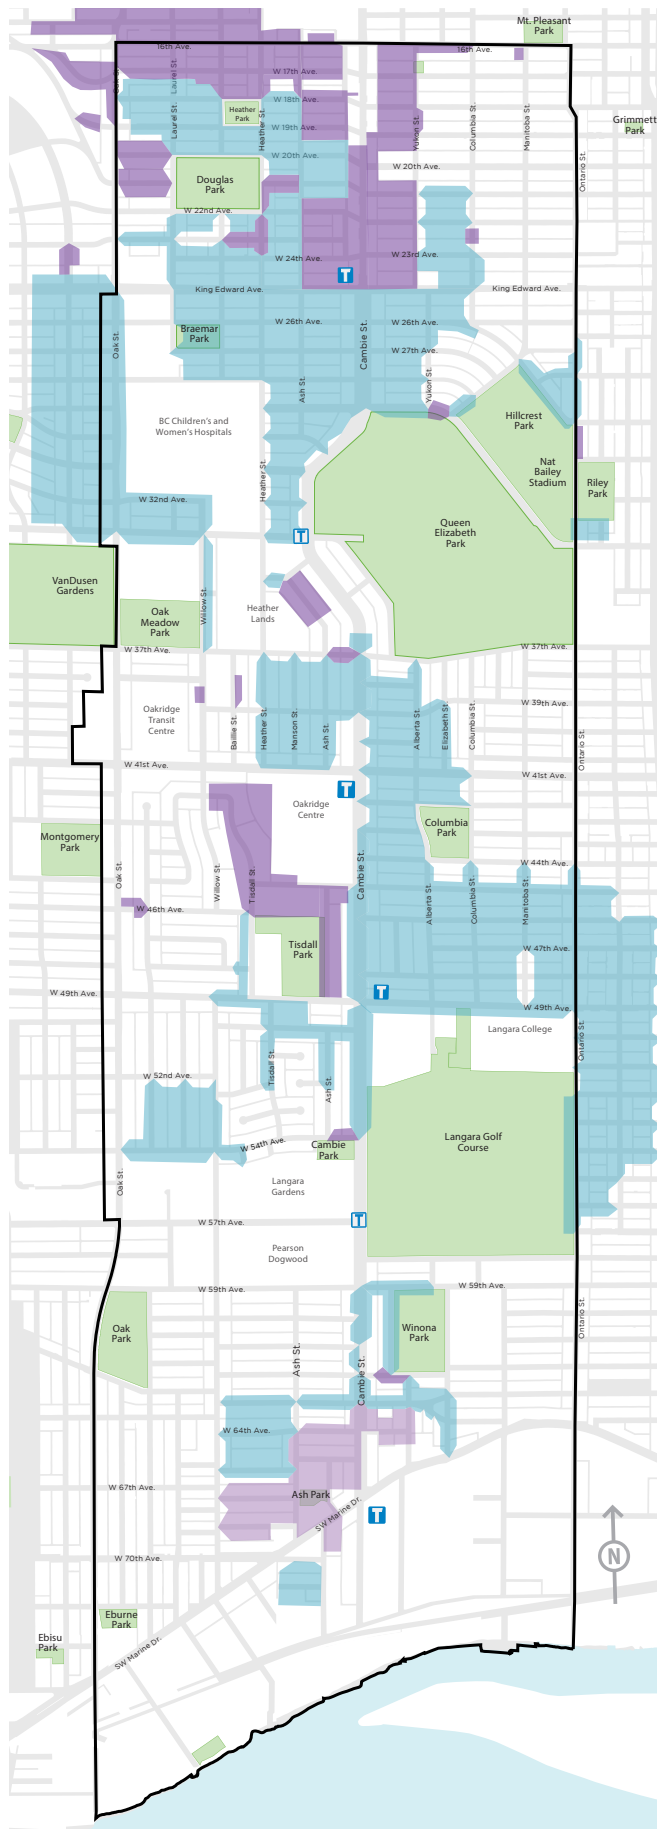 Mt. Pleasant
Park
16th Ave.
16th Ave.
Oak St.
Laurel St.
W 17th Ave.
W 18th Ave.
Heather
Park
Laurel St.
Heather St.
W 19th Ave.
Yukon St.
Columbia St.
Manitoba St.
Grimmett
Park
W 20th Ave.
W 20th Ave.
Ontario St.
Douglas
Park
W 22nd Ave.
W 24th Ave.
W 23rd Ave.
T
King Edward Ave.
King Edward Ave.
W 26th Ave.
W 26th Ave.
Braemar
Park
Oak St.
Cambie St.
W 27th Ave.
Ash St.
Yukon St.
BC Children's and
Women's Hospitals
Hillcrest
Park
Nat
Bailey
Stadium
Riley
Park
Heather St.
W 32nd Ave.
Queen
Elizabeth
Park
T
VanDusen
Gardens
Willow St.
Oak
Meadow
Park
Heather
Lands
W 37th Ave.
W 37th Ave.
W 39th Ave.
Oakridge
Transit
Centre
Baillie St.
Heather St.
Manson St.
Ash St.
Alberta St.
Elizabeth St.
Columbia St.
Ontario St.
W 41st Ave.
W 41st Ave.
T
Oakridge
Centre
Columbia
Park
Montgomery
Park
Oak St.
Willow St.
Tisdall St.
Cambie St.
W 44th Ave.
Alberta St.
Columbia St.
Manitoba St.
W 46th Ave.
Tisdall
Park
W 47th Ave.
W 49th Ave.
T
W 49th Ave.
Langara College
Ontario St.
Tisdall St.
Ash St.
W 52nd Ave.
W 54th Ave.
Cambie
Park
Langara Golf
Course
Oak St.
Langara
Gardens
W 57th Ave.
T
Pearson
Dogwood
W 59th Ave.
W 59th Ave.
Oak
Park
Winona
Park
Ontario St.
Ash St.
Cambie St.
W 64th Ave.
W 67th Ave.
Ash Park
SW Marine Dr.
T
W 70th Ave.
N
Eburne
Park
Ebisu
Park
SW Marine Dr.